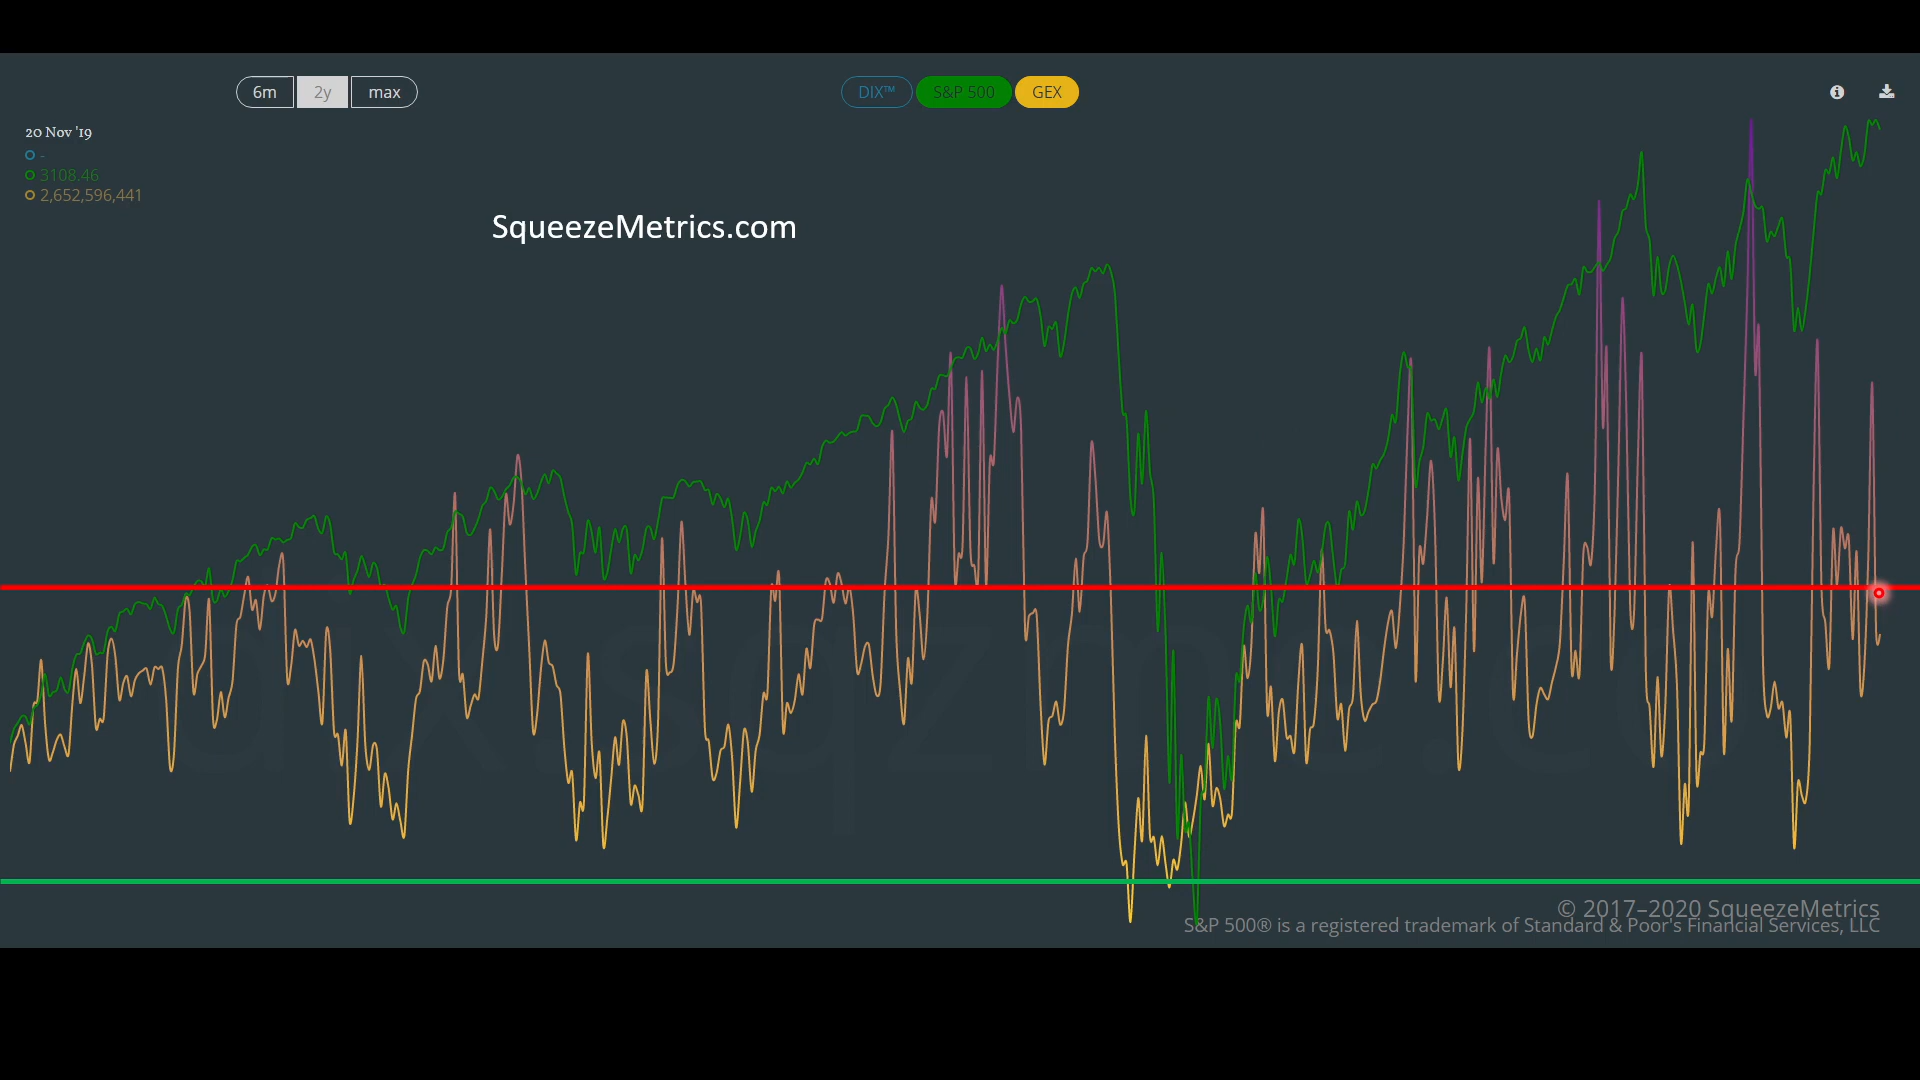 6m 2y max DIX™ S&P 500 GEX
20 Nov '19
-
3108.46
2,652,596,441
SqueezeMetrics.com
© 2017–2020 SqueezeMetrics
S&P 500® is a registered trademark of Standard & Poor's Financial Services, LLC